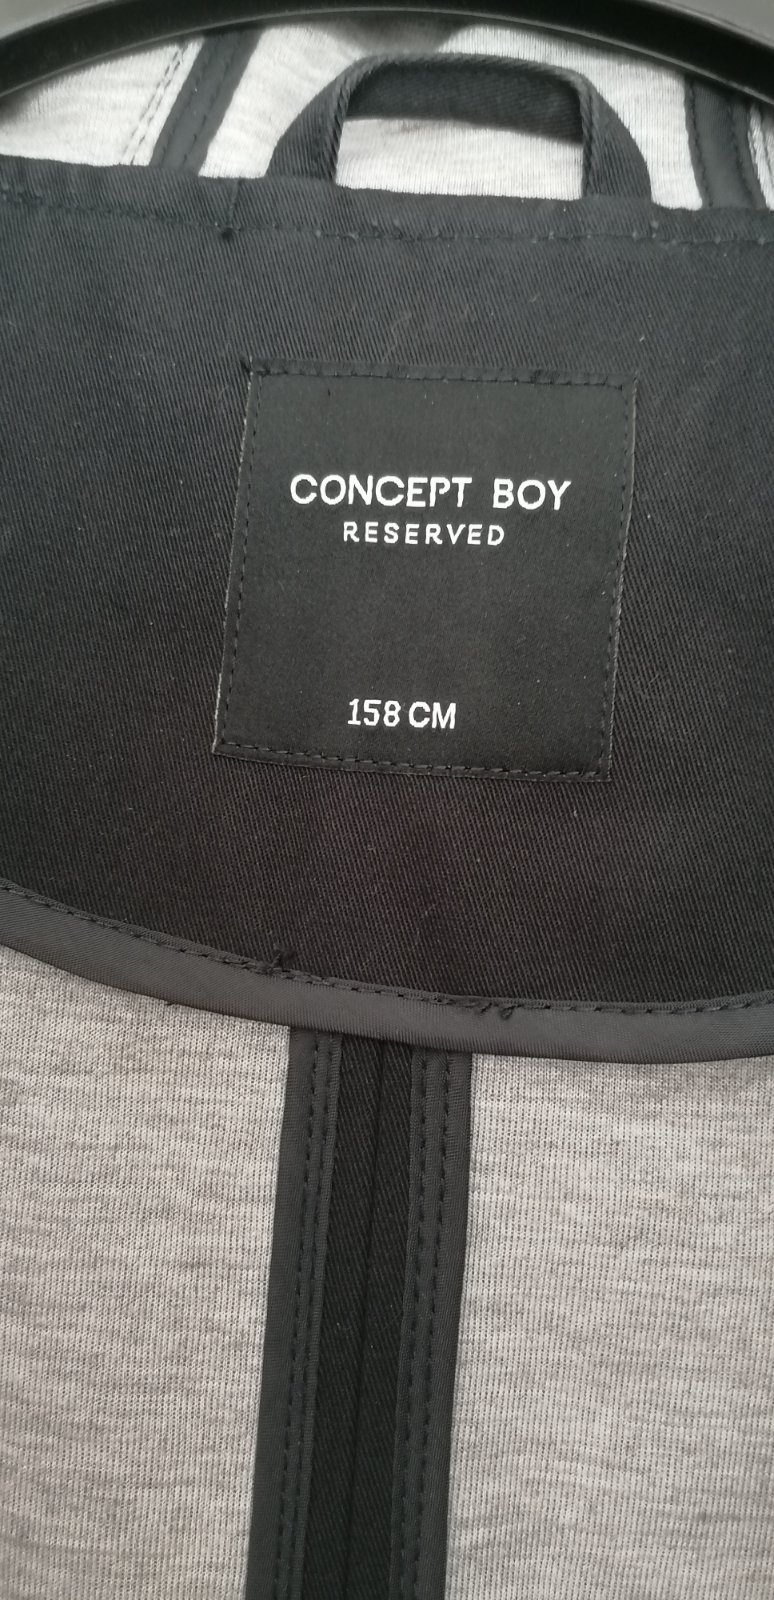 CONCEPT BOY
RESERVED
158 CM